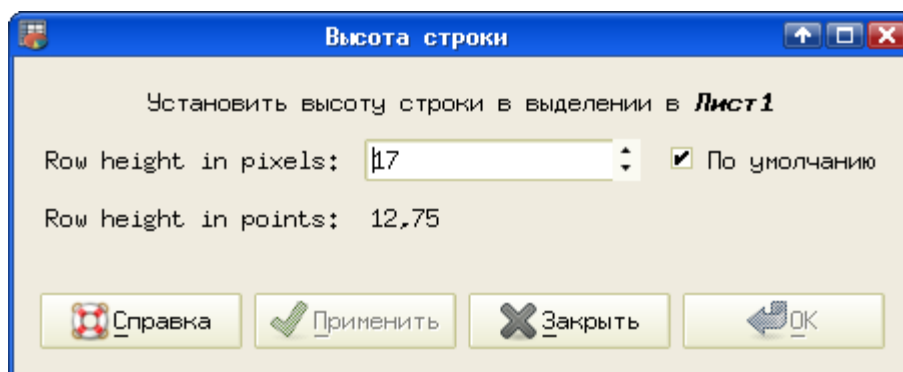 Высота строки
Установить высоту строки в выделении в Лист1
Row height in pixels: 17 По умолчанию
Row height in points: 12,75
Справка Применить Закрыть OK